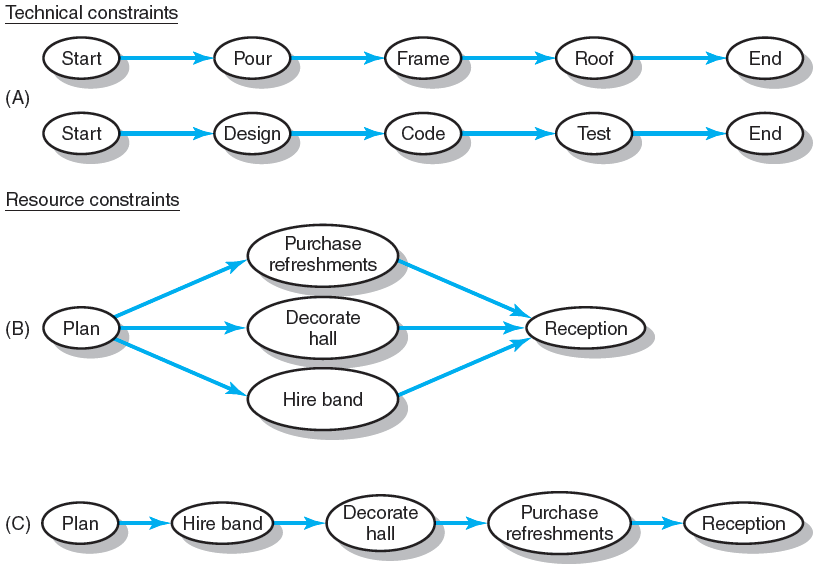 Technical constraints
Start Pour Frame Roof End
(A)
Start Design Code Test End
Resource constraints
Purchase
refreshments
(B) Plan Decorate
hall Reception
Hire band
(C) Plan Hire band Decorate
hall Purchase
refreshments Reception